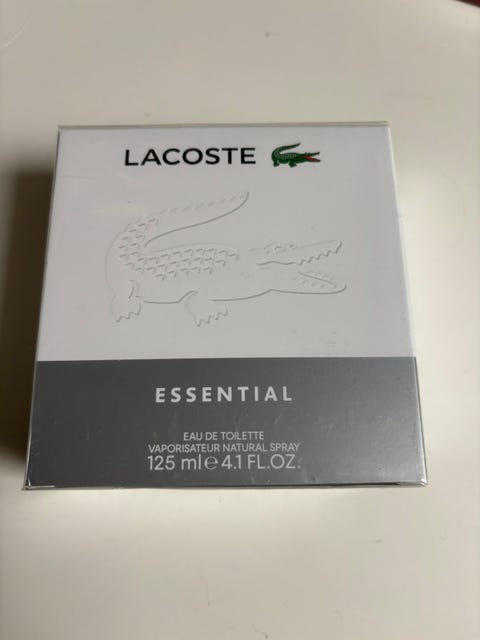 LACOSTE
ESSENTIAL
EAU DE TOILETTE
VAPORISATEUR NATURAL SPRAY
125 ml ℮ 4.1 FL.OZ.